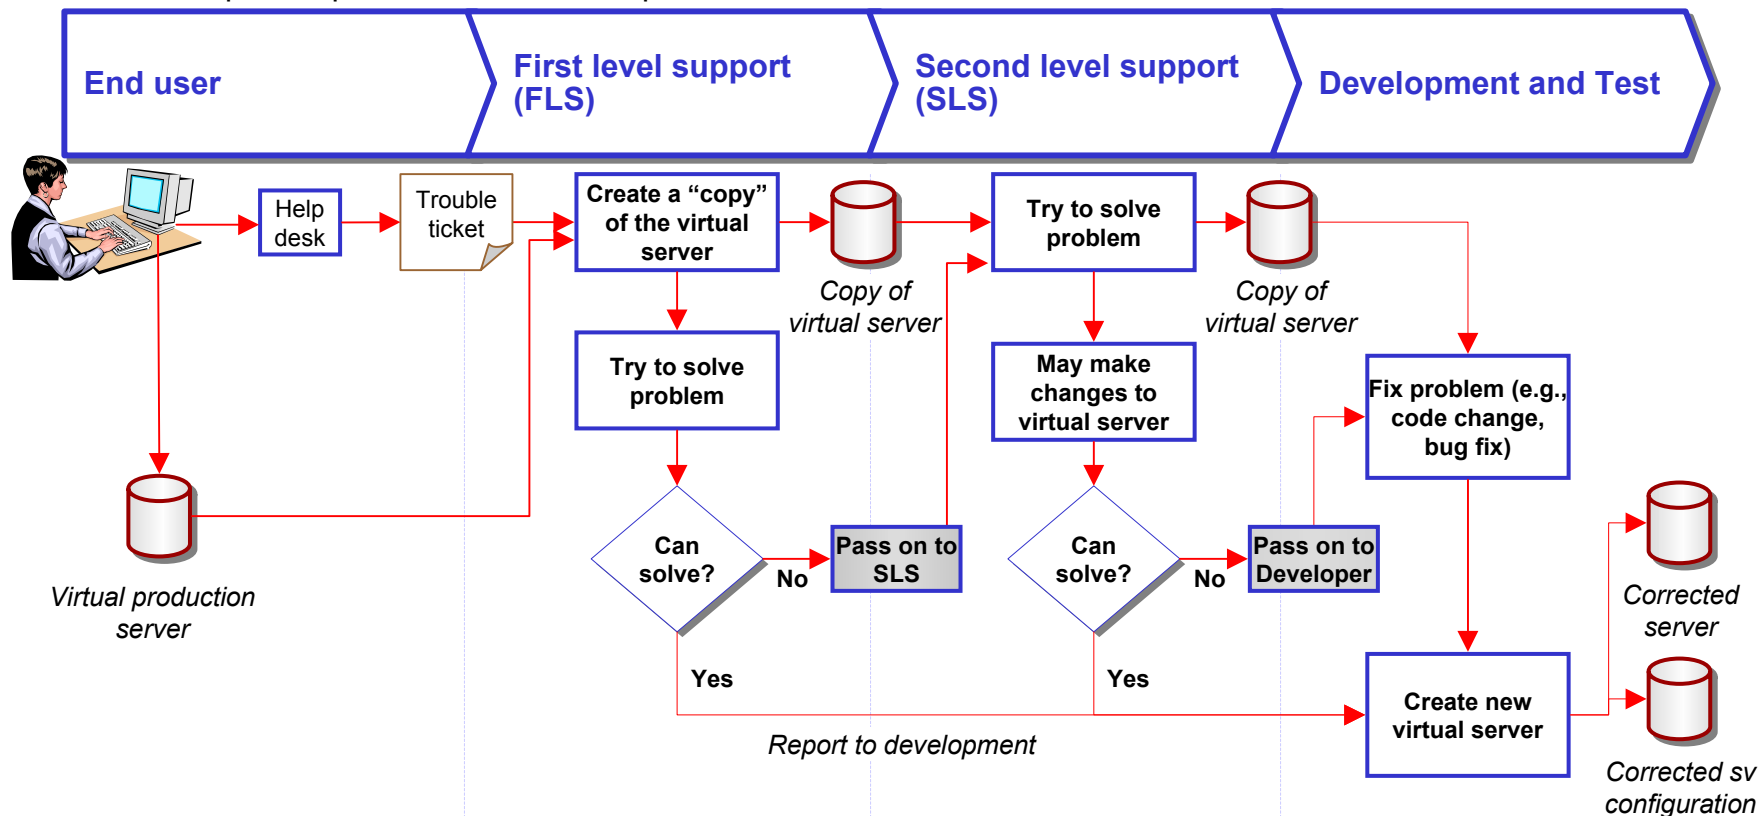 End user
First level support
(FLS)
Second level support
(SLS)
Development and Test
Help
desk
Trouble
ticket
Create a “copy”
of the virtual
server
Copy of
virtual server
Try to solve
problem
Copy of
virtual server
Try to solve
problem
May make
changes to
virtual server
Fix problem (e.g.,
code change,
bug fix)
Virtual production
server
Can
solve?
No
Pass on to
SLS
Can
solve?
No
Pass on to
Developer
Corrected
server
Yes
Yes
Create new
virtual server
Report to development
Corrected sv
configuration